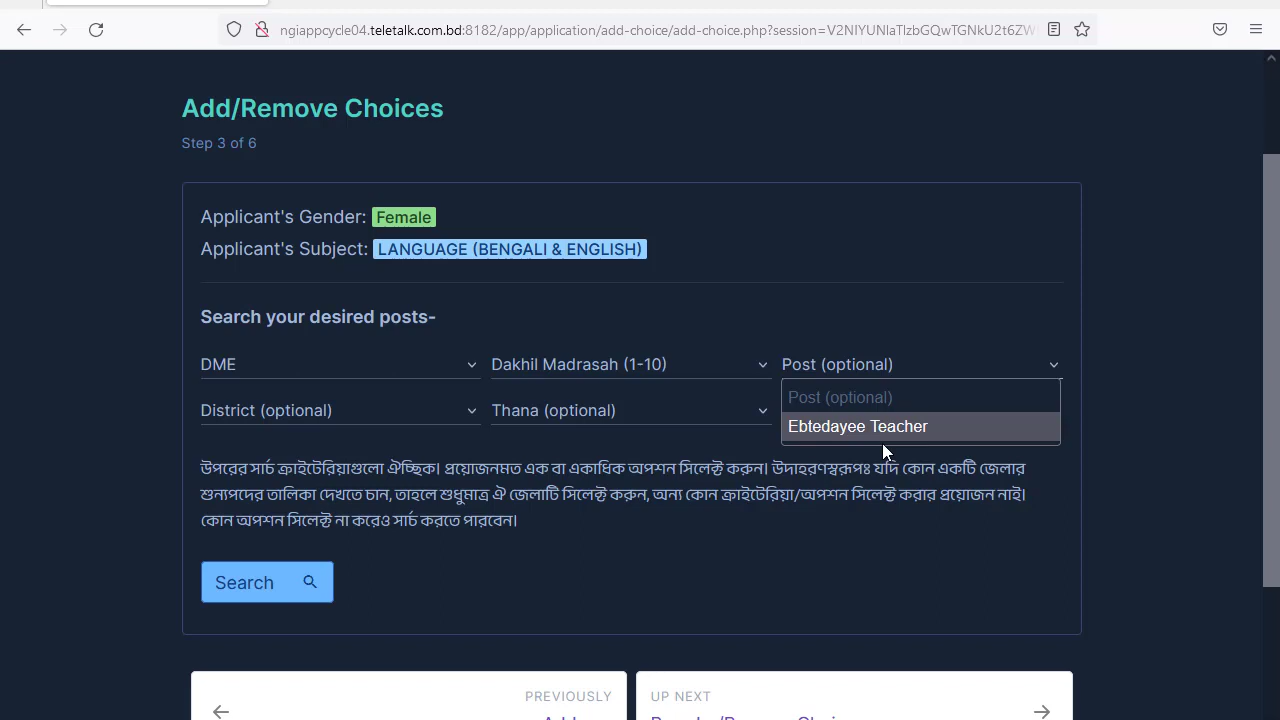 ngiappcycle04.teletalk.com.bd:8182/app/application/add-choice/add-choice.php?session=V2NIYUNIaTlzbGQwTGNkU2t6ZW
Add/Remove Choices
Step 3 of 6
Applicant's Gender: Female
Applicant's Subject: LANGUAGE (BENGALI & ENGLISH)
Search your desired posts-
DME Dakhil Madrasah (1-10) Post (optional)
Post (optional)
District (optional) Thana (optional)
Ebtedayee Teacher
উপরের সার্চ ক্রাইটেরিয়াগুলো ঐচ্ছিক। প্রয়োজনমত এক বা একাধিক অপশন সিলেক্ট করুন। উদাহরণস্বরূপঃ যদি কোন একটি জেলার
শুন্যপদের তালিকা দেখতে চান, তাহলে শুধুমাত্র ঐ জেলাটি সিলেক্ট করুন, অন্য কোন ক্রাইটেরিয়া/অপশন সিলেক্ট করার প্রয়োজন নাই।
কোন অপশন সিলেক্ট না করেও সার্চ করতে পারবেন।
Search
PREVIOUSLY UP NEXT